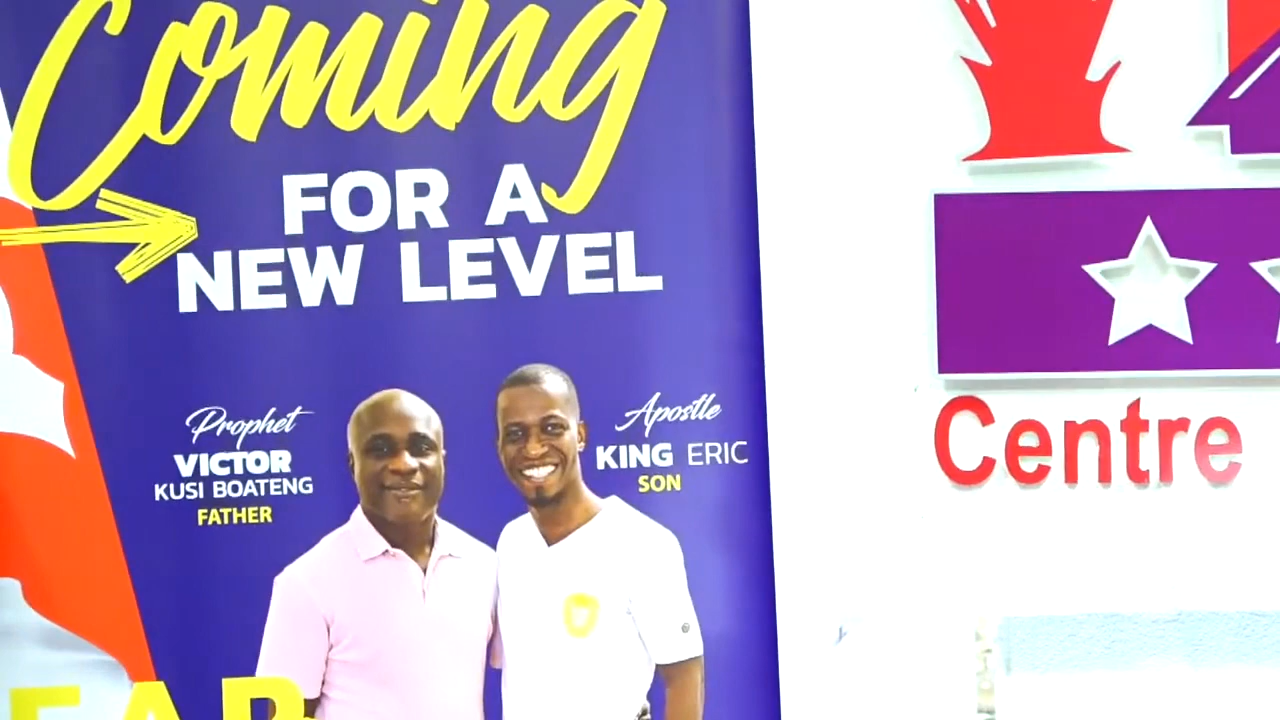 Coming
FOR A
NEW LEVEL
Prophet
VICTOR
KUSI BOATENG
FATHER
Apostle
KING ERIC
SON
Centre